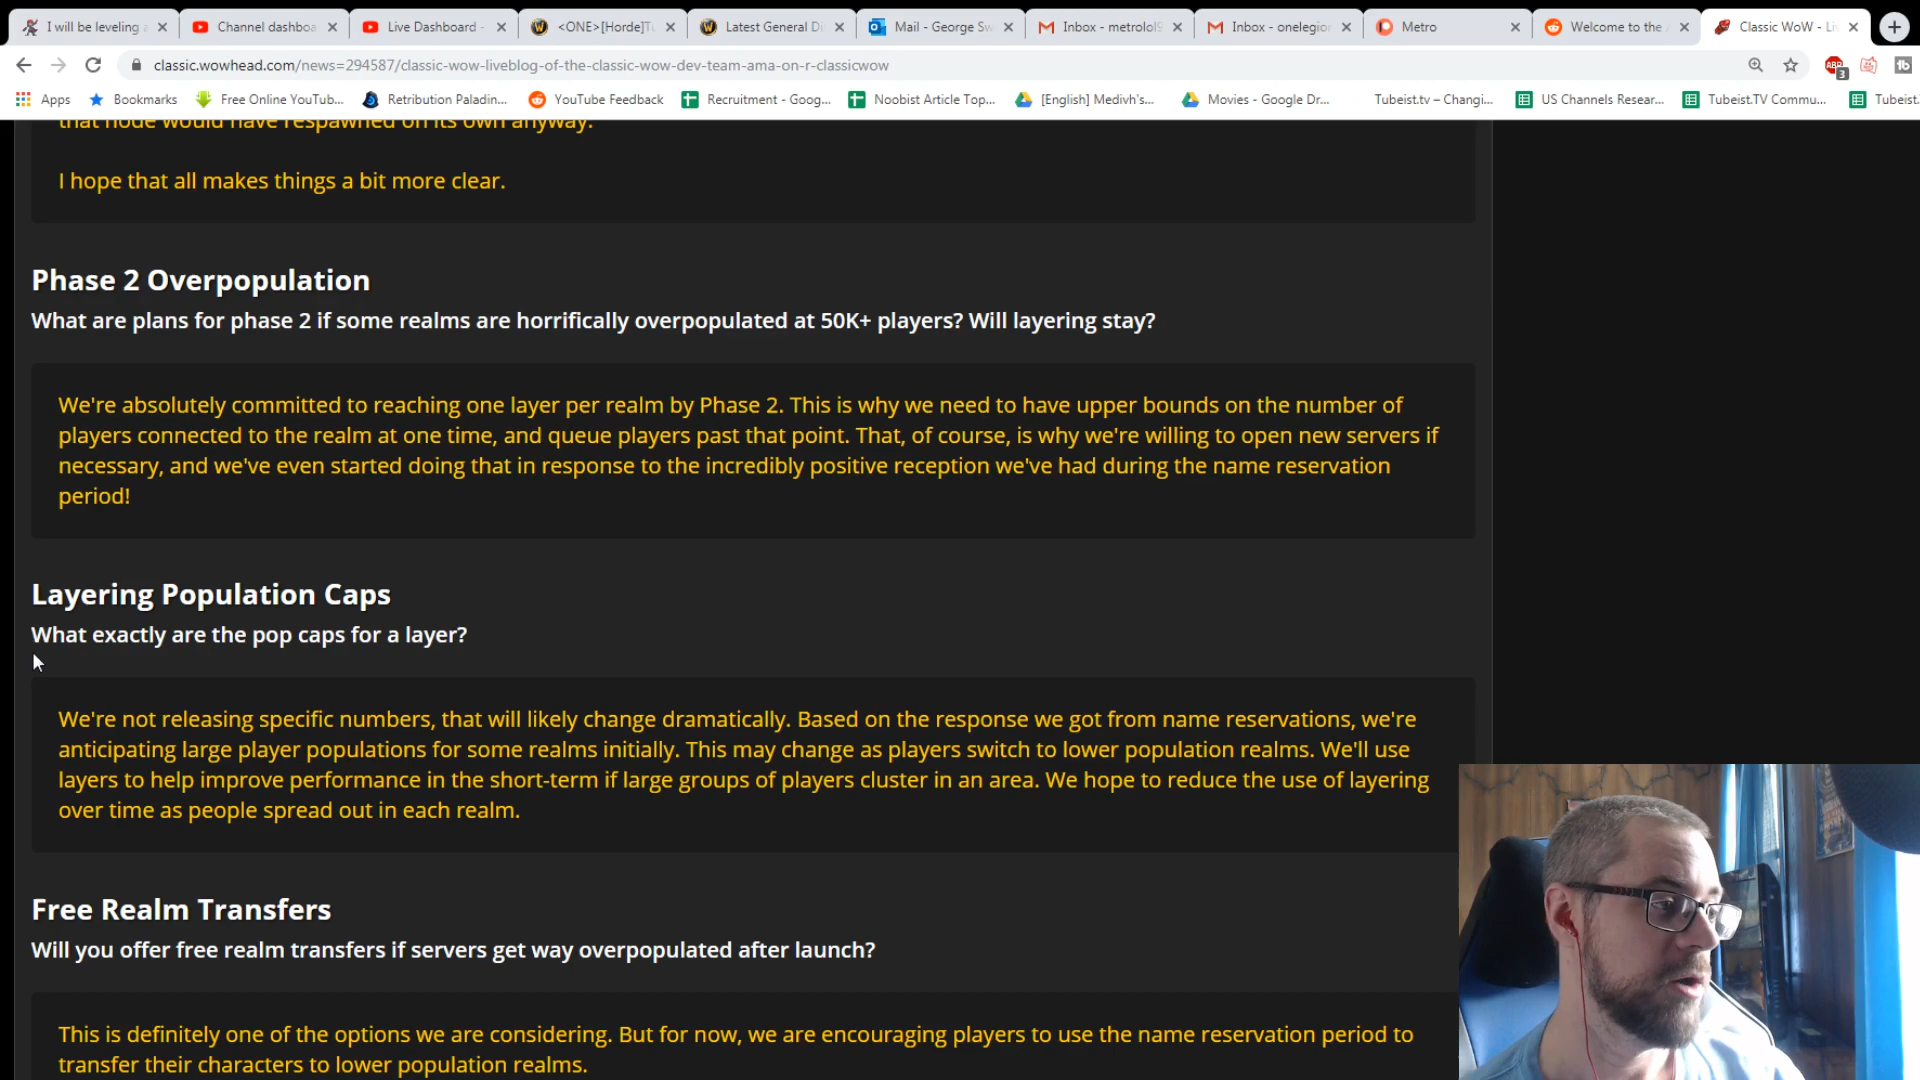 I will be leveling a
Channel dashboa
Live Dashboard -
<ONE>[Horde]Tu
Latest General Di
Mail - George Sw
Inbox - metrolol9
Inbox - onelegion
Metro
Welcome to the A
Classic WoW - Li
classic.wowhead.com/news=294587/classic-wow-liveblog-of-the-classic-wow-dev-team-ama-on-r-classicwow
ABP
3
tb
Apps
Bookmarks
Free Online YouTub...
Retribution Paladin...
YouTube Feedback
Recruitment - Goog...
Noobist Article Top...
[English] Medivh's...
Movies - Google Dr...
Tubeist.tv – Changi...
US Channels Resear...
Tubeist.TV Commu...
Tubeist.
that node would have respawned on its own anyway.
I hope that all makes things a bit more clear.
Phase 2 Overpopulation
What are plans for phase 2 if some realms are horrifically overpopulated at 50K+ players? Will layering stay?
We're absolutely committed to reaching one layer per realm by Phase 2. This is why we need to have upper bounds on the number of
players connected to the realm at one time, and queue players past that point. That, of course, is why we're willing to open new servers if
necessary, and we've even started doing that in response to the incredibly positive reception we've had during the name reservation
period!
Layering Population Caps
What exactly are the pop caps for a layer?
We're not releasing specific numbers, that will likely change dramatically. Based on the response we got from name reservations, we're
anticipating large player populations for some realms initially. This may change as players switch to lower population realms. We'll use
layers to help improve performance in the short-term if large groups of players cluster in an area. We hope to reduce the use of layering
over time as people spread out in each realm.
Free Realm Transfers
Will you offer free realm transfers if servers get way overpopulated after launch?
This is definitely one of the options we are considering. But for now, we are encouraging players to use the name reservation period to
transfer their characters to lower population realms.